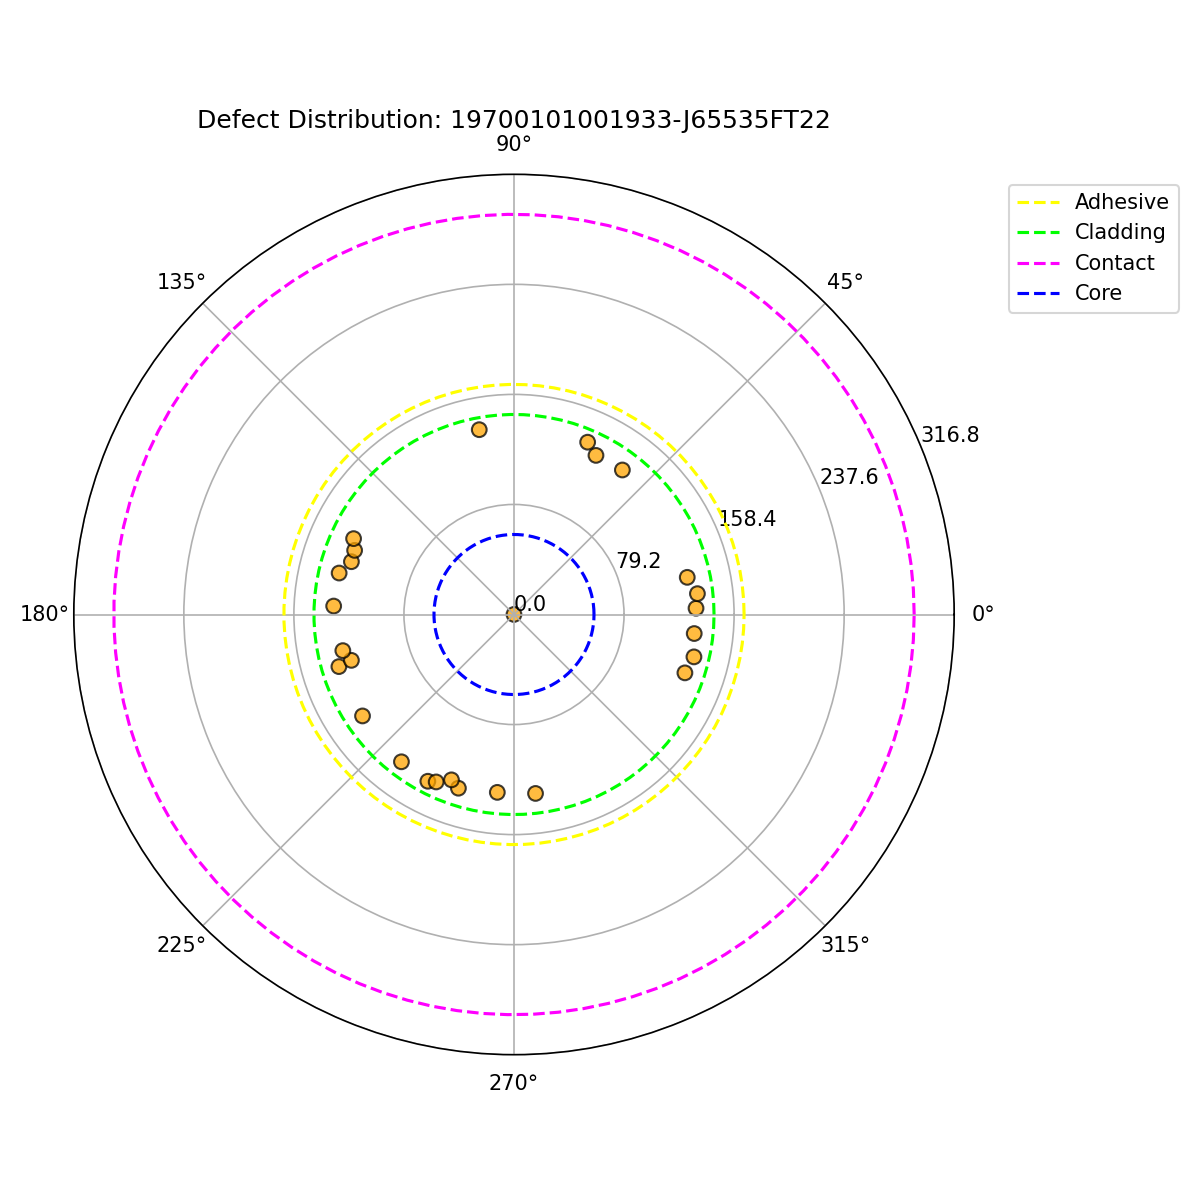 Defect Distribution: 19700101001933-J65535FT22
90°
135°
45°
Adhesive
Cladding
Contact
Core
316.8
237.6
158.4
79.2
0.0
180°
0°
225°
315°
270°